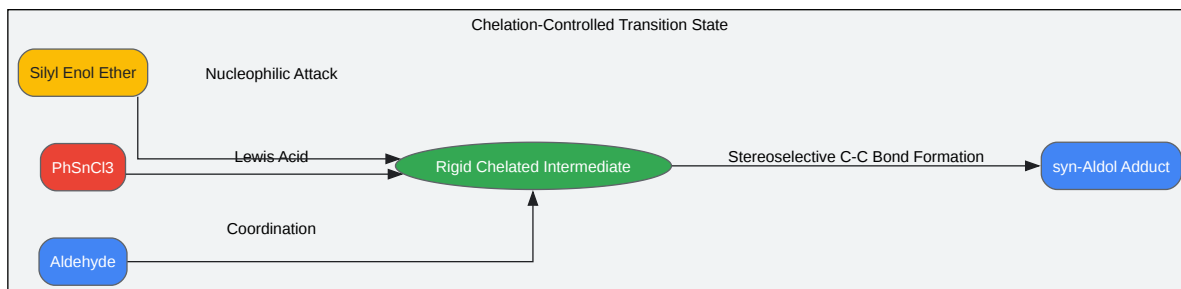 Chelation-Controlled Transition State
Silyl Enol Ether
Nucleophilic Attack
PhSnCl3
Lewis Acid
Rigid Chelated Intermediate
Stereoselective C-C Bond Formation
syn-Aldol Adduct
Coordination
Aldehyde